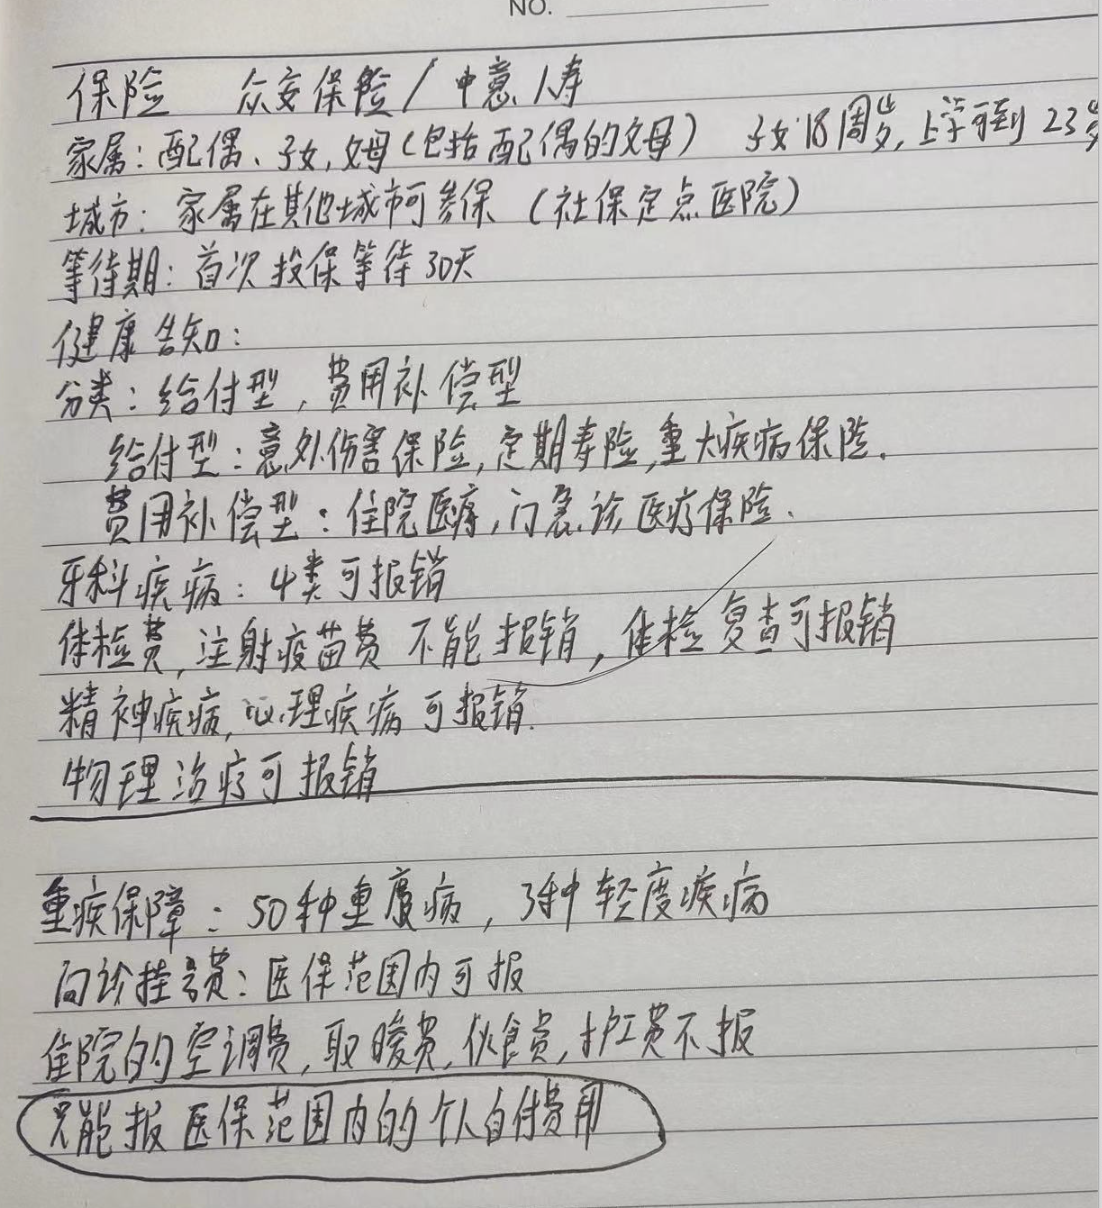 NO.
保险 众安保险/中意人寿
家属：配偶、子女，父母（包括配偶的父母） 子女18周岁，上学可到23岁
城市：家属在其他城市可参保（社保定点医院）
等待期：首次投保等待30天
健康告知：
分类：给付型，费用补偿型
给付型：意外伤害保险，定期寿险，重大疾病保险.
费用补偿型：住院医疗，门急诊医疗保险.
牙科疾病：4类可报销
体检费，注射疫苗费 不能报销，体检复查可报销
精神疾病，心理疾病可报销.
物理治疗可报销
重疾保障：50种重度病，3种轻度疾病
问诊挂号费：医保范围内可报
住院的空调费，取暖费，伙食费，护工费不报
只能报医保范围内的个人自付费用